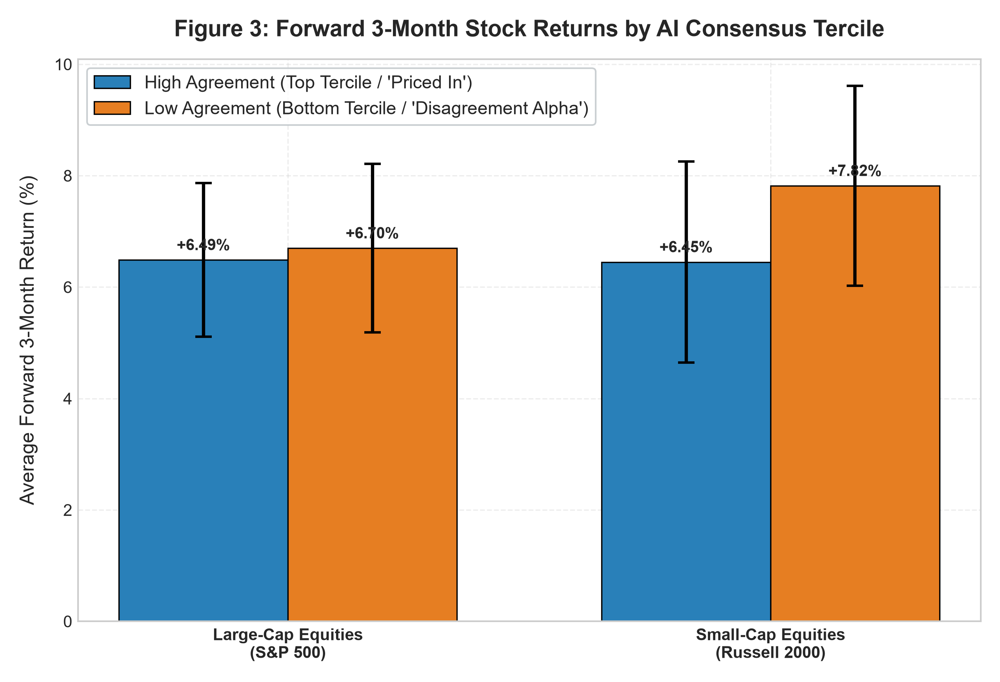 Figure 3: Forward 3-Month Stock Returns by AI Consensus Tercile
High Agreement (Top Tercile / 'Priced In')
Low Agreement (Bottom Tercile / 'Disagreement Alpha')
Average Forward 3-Month Return (%)
10
8
6
4
2
0
+6.49%
+6.70%
+6.45%
+7.82%
Large-Cap Equities
(S&P 500)
Small-Cap Equities
(Russell 2000)